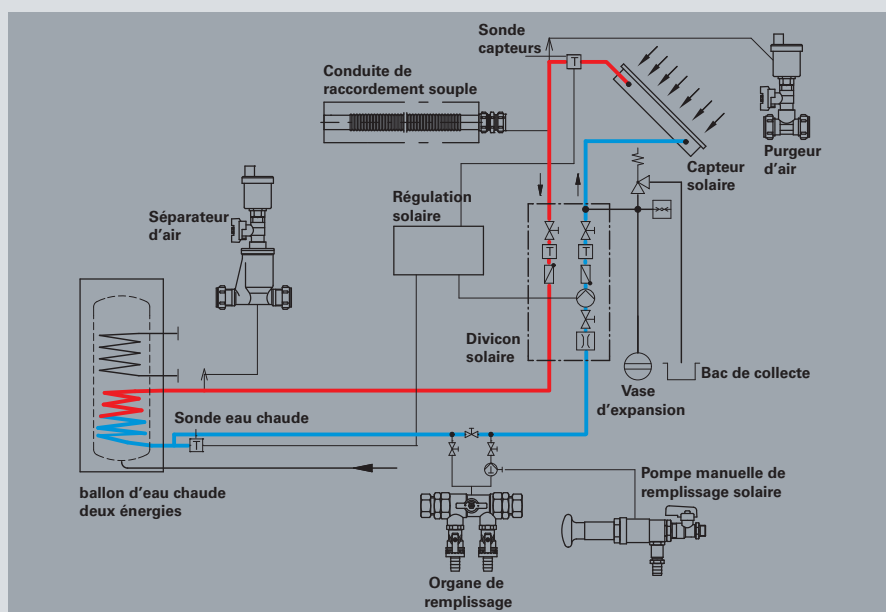 Sonde
capteurs
Conduite de
raccordement souple
Purgeur
d'air
Capteur
solaire
Régulation
solaire
Séparateur
d'air
T
T
T
Divicon
solaire
Bac de collecte
Vase
d'expansion
Sonde eau chaude
T
Pompe manuelle de
remplissage solaire
ballon d'eau chaude
deux énergies
Organe de
remplissage